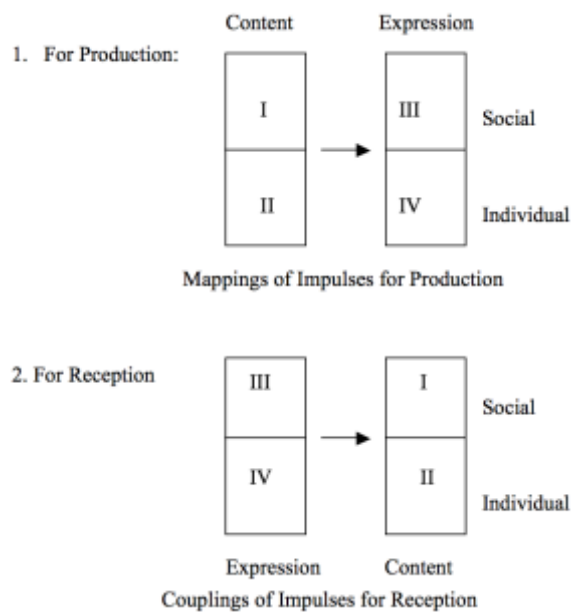 Content Expression
1. For Production:
I III
Social
II IV
Individual
Mappings of Impulses for Production
2. For Reception
III I
Social
IV II
Individual
Expression Content
Couplings of Impulses for Reception